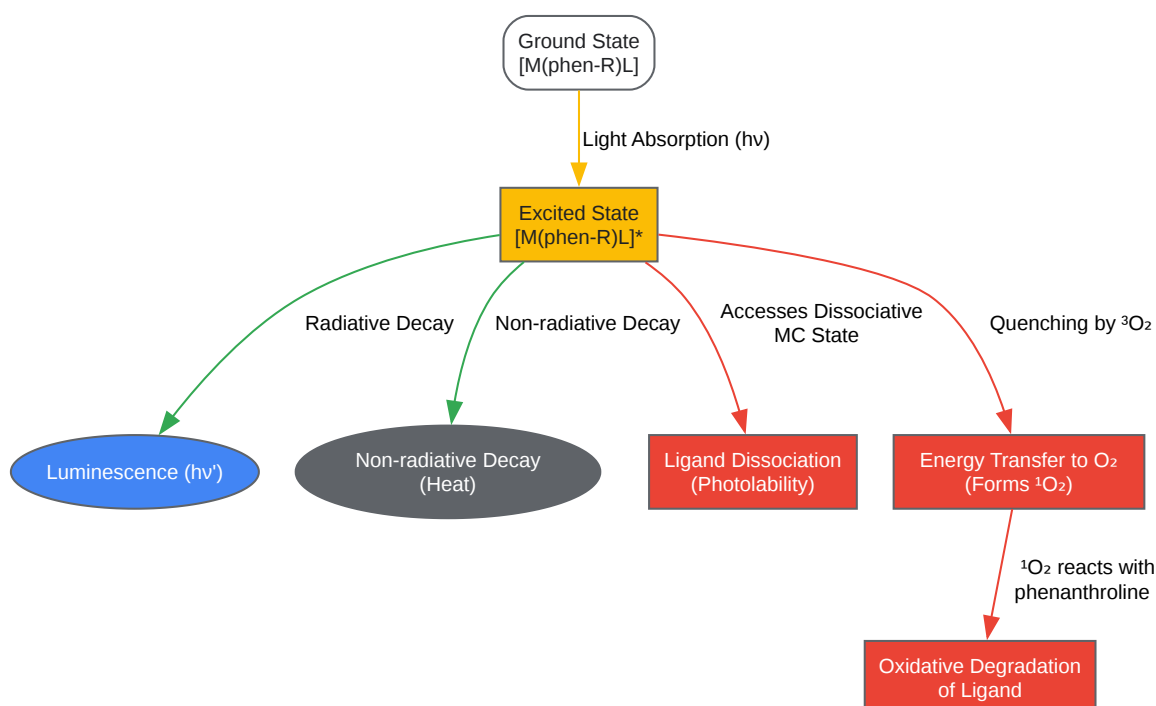 Ground State
[M(phen-R)L]
Light Absorption (hν)
Excited State
[M(phen-R)L]*
Radiative Decay
Non-radiative Decay
Accesses Dissociative
MC State
Quenching by ³O₂
Luminescence (hν')
Non-radiative Decay
(Heat)
Ligand Dissociation
(Photolability)
Energy Transfer to O₂
(Forms ¹O₂)
¹O₂ reacts with
phenanthroline
Oxidative Degradation
of Ligand